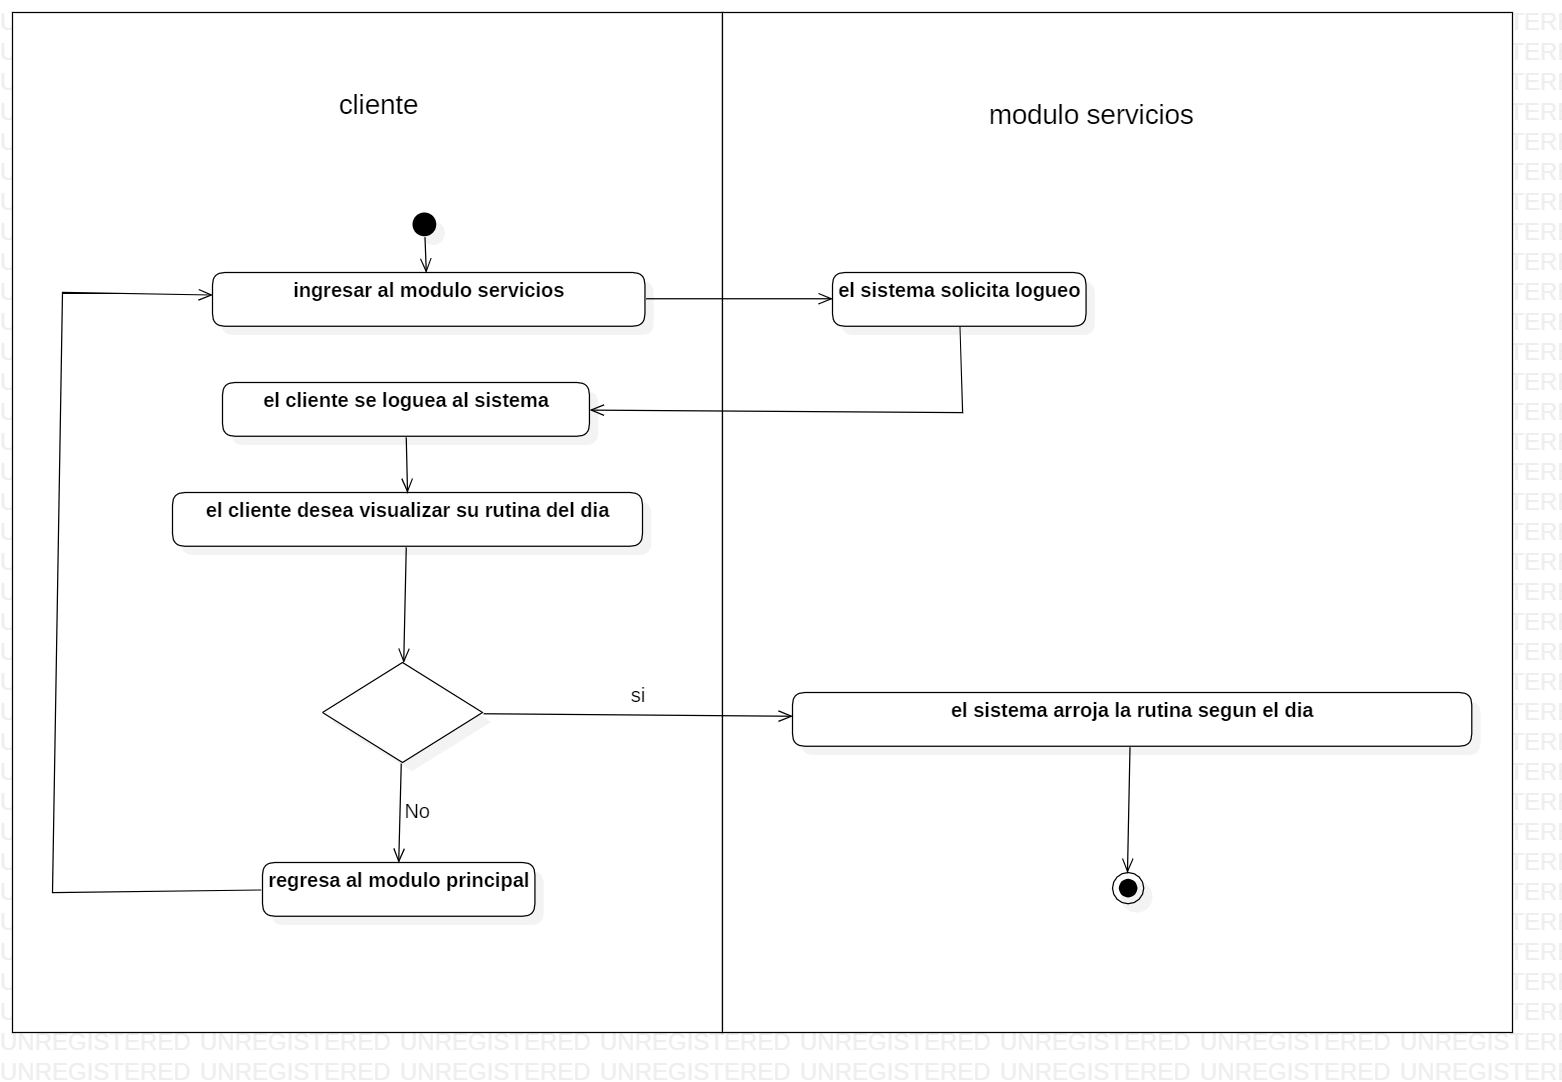 cliente
modulo servicios
ingresar al modulo servicios
el sistema solicita logueo
el cliente se loguea al sistema
el cliente desea visualizar su rutina del dia
si
el sistema arroja la rutina segun el dia
No
regresa al modulo principal
UNREGISTERED UNREGISTERED UNREGISTERED UNREGISTERED UNREGISTERED UNREGISTERED UNREGISTERED UNREGISTERED
UNREGISTERED UNREGISTERED UNREGISTERED UNREGISTERED UNREGISTERED UNREGISTERED UNREGISTERED UNREGISTERED